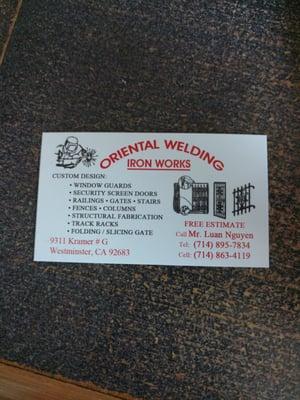 ORIENTAL WELDING
IRON WORKS
CUSTOM DESIGN:
• WINDOW GUARDS
• SECURITY SCREEN DOORS
• RAILINGS • GATES • STAIRS
• FENCES • COLUMNS
• STRUCTURAL FABRICATION
• TRACK RACKS
• FOLDING / SLICING GATE
9311 Kramer # G
Westminster, CA 92683
FREE ESTIMATE
Call Mr. Luan Nguyen
Tel: (714) 895-7834
Cell: (714) 863-4119